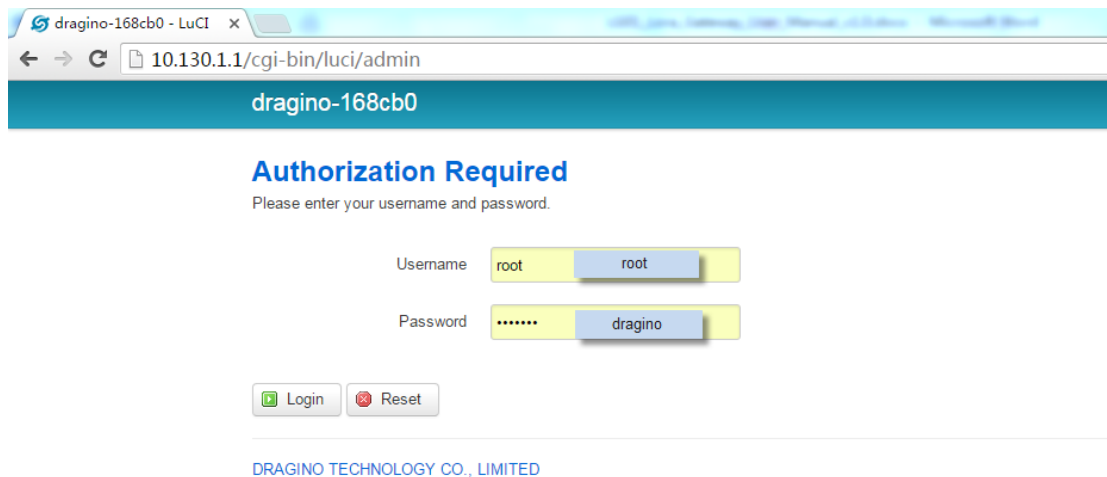 dragino-168cb0 - LuCI x
10.130.1.1/cgi-bin/luci/admin
dragino-168cb0
Authorization Required
Please enter your username and password.
Username root root
Password ••••••• dragino
Login Reset
DRAGINO TECHNOLOGY CO., LIMITED